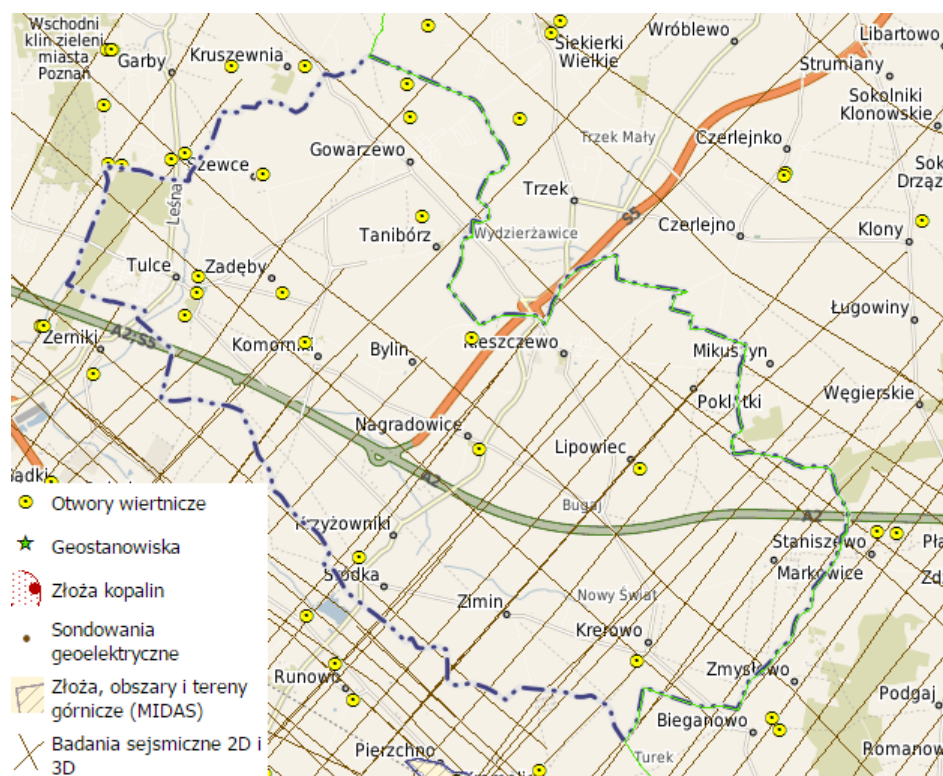 Wschodni
klin zieleni
miasta
Poznań
Garby
Kruszewnia
Siekierki
Wielkie
Wróblewo
Libartowo
Strumiany
Sokolniki
Klonowskie
Gowarzewo
Trzek Mały
Czerlejnko
Szewce
Leśna
Trzek
S5
Tanibórz
Wydzierżawice
Czerlejno
Klony
Tulce
Zadęby
Ługowiny
A2;S5
Żerniki
Komorniki
Bylin
Kleszczewo
Mikuszyn
Poklatki
Węgierskie
Nagradowice
Lipowiec
A2
Bugaj
A2
Krzyżowniki
Staniszewo
Markowice
Śródka
Zimin
Nowy Świat
Krerowo
Runowo
Zmysłowo
Podgaj
Bieganowo
Pierzchno
Turek
Otwory wiertnicze
Geostanowiska
Złoża kopalin
Sondowania
geoelektryczne
Złoża, obszary i tereny
górnicze (MIDAS)
Badania sejsmiczne 2D i
3D